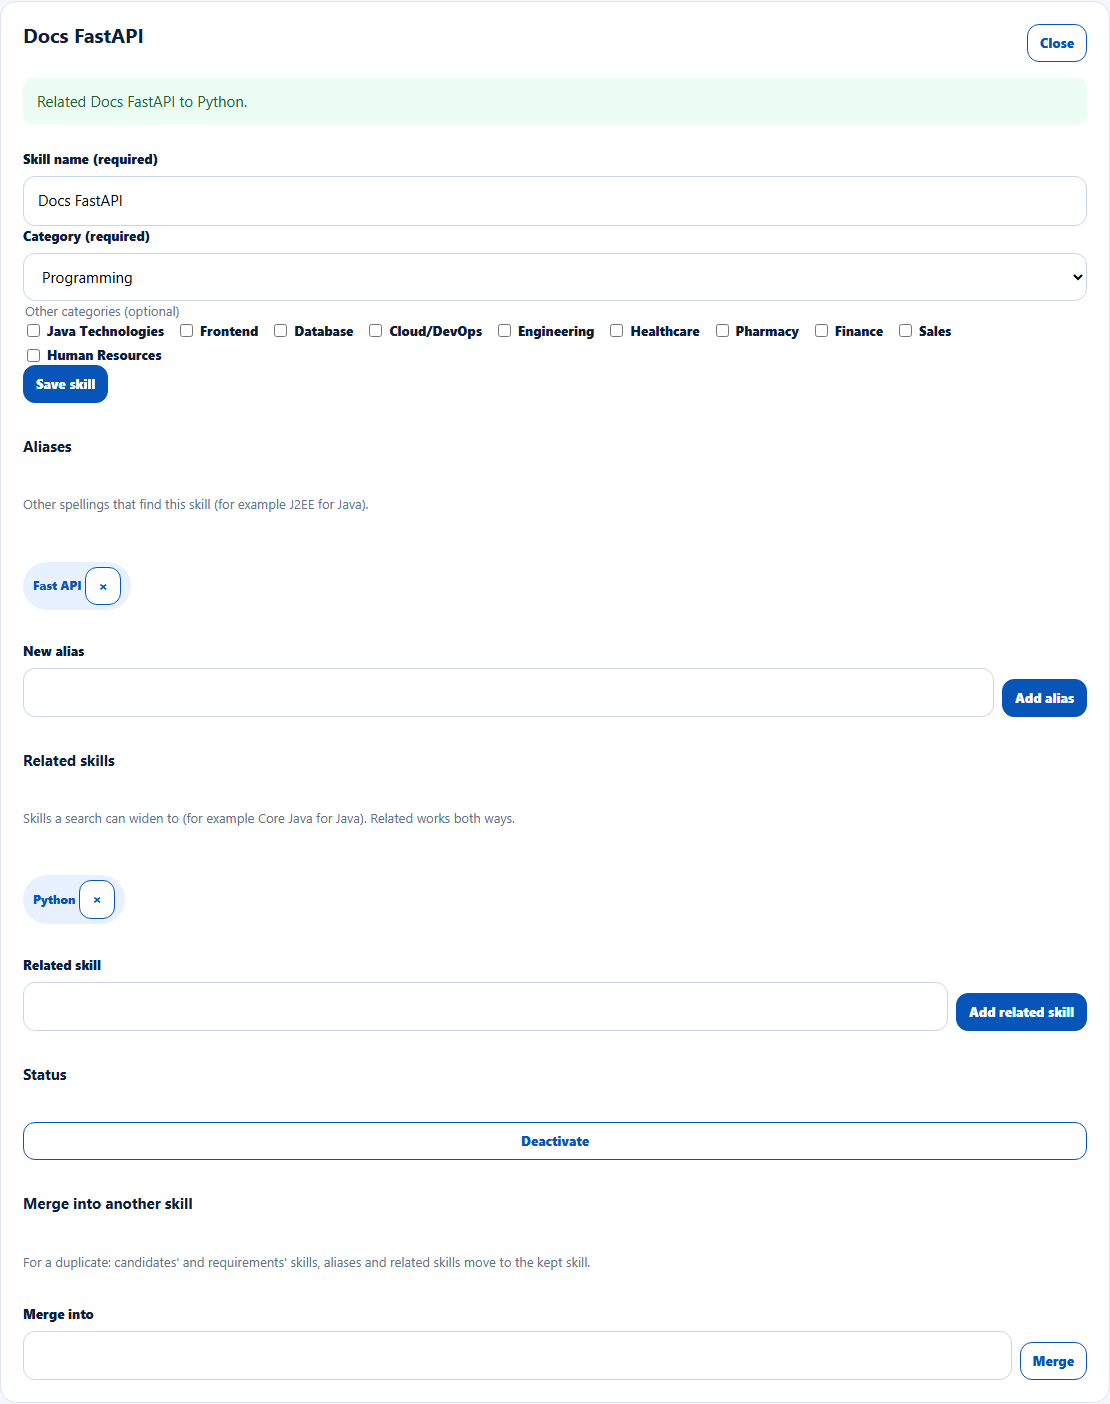 Docs FastAPI
Close
Related Docs FastAPI to Python.
Skill name (required)
Docs FastAPI
Category (required)
Programming
Other categories (optional)
Java Technologies Frontend Database Cloud/DevOps Engineering Healthcare Pharmacy Finance Sales
Human Resources
Save skill
Aliases
Other spellings that find this skill (for example J2EE for Java).
Fast API ×
New alias
Add alias
Related skills
Skills a search can widen to (for example Core Java for Java). Related works both ways.
Python ×
Related skill
Add related skill
Status
Deactivate
Merge into another skill
For a duplicate: candidates' and requirements' skills, aliases and related skills move to the kept skill.
Merge into
Merge